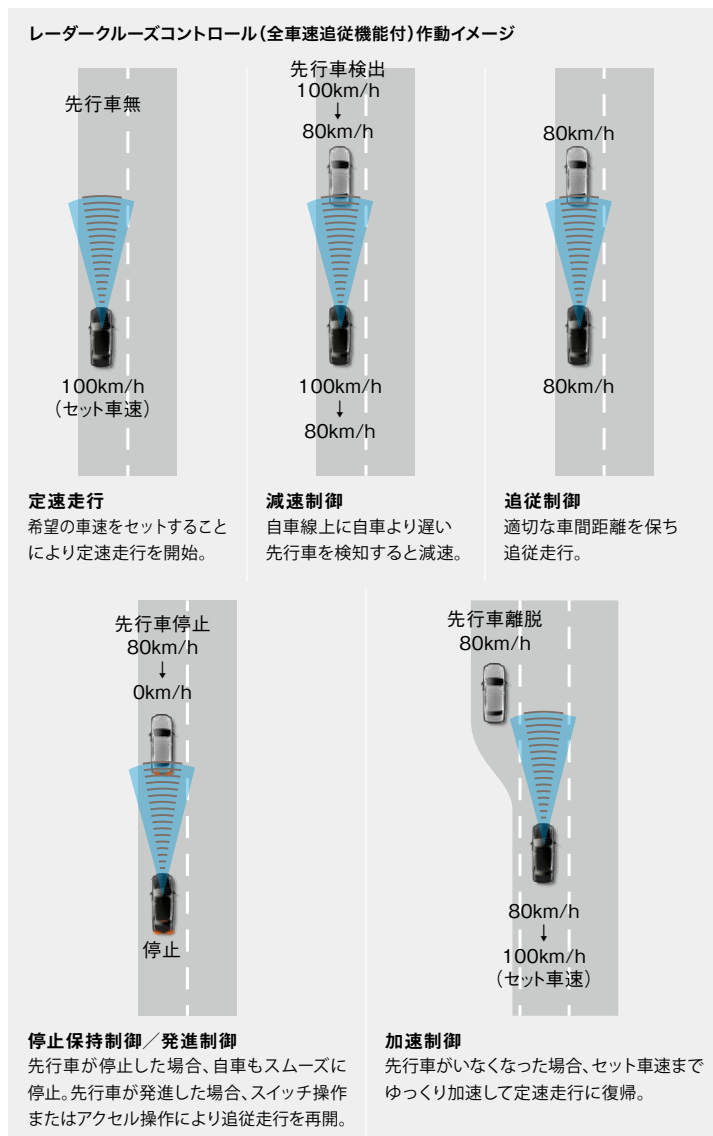 レーダークルーズコントロール(全車速追従機能付)作動イメージ
先行車無
100km/h
(セット車速)
定速走行
希望の車速をセットすること
により定速走行を開始。
先行車検出
100km/h
↓
80km/h
100km/h
↓
80km/h
減速制御
自車線上に自車より遅い
先行車を検知すると減速。
80km/h
80km/h
追従制御
適切な車間距離を保ち
追従走行。
先行車停止
80km/h
↓
0km/h
停止
停止保持制御/発進制御
先行車が停止した場合、自車もスムーズに
停止。先行車が発進した場合、スイッチ操作
またはアクセル操作により追従走行を再開。
先行車離脱
80km/h
80km/h
↓
100km/h
(セット車速)
加速制御
先行車がいなくなった場合、セット車速まで
ゆっくり加速して定速走行に復帰。